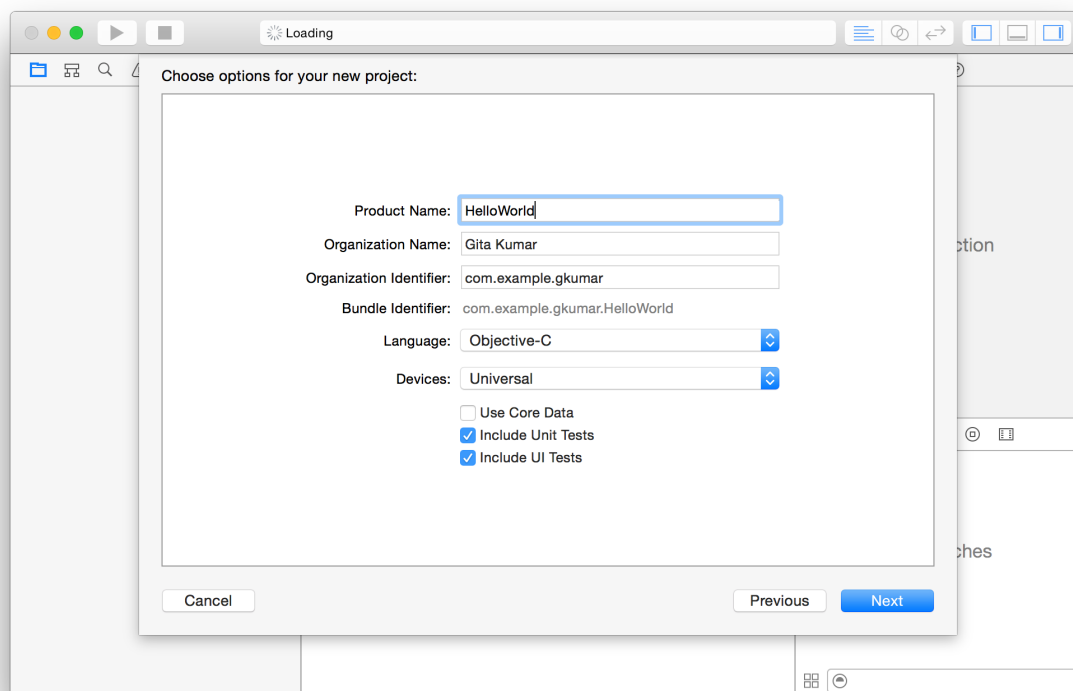 Loading
Choose options for your new project:
Product Name: HelloWorld
Organization Name: Gita Kumar
Organization Identifier: com.example.gkumar
Bundle Identifier: com.example.gkumar.HelloWorld
Language: Objective-C
Devices: Universal
Use Core Data
Include Unit Tests
Include UI Tests
Cancel
Previous
Next